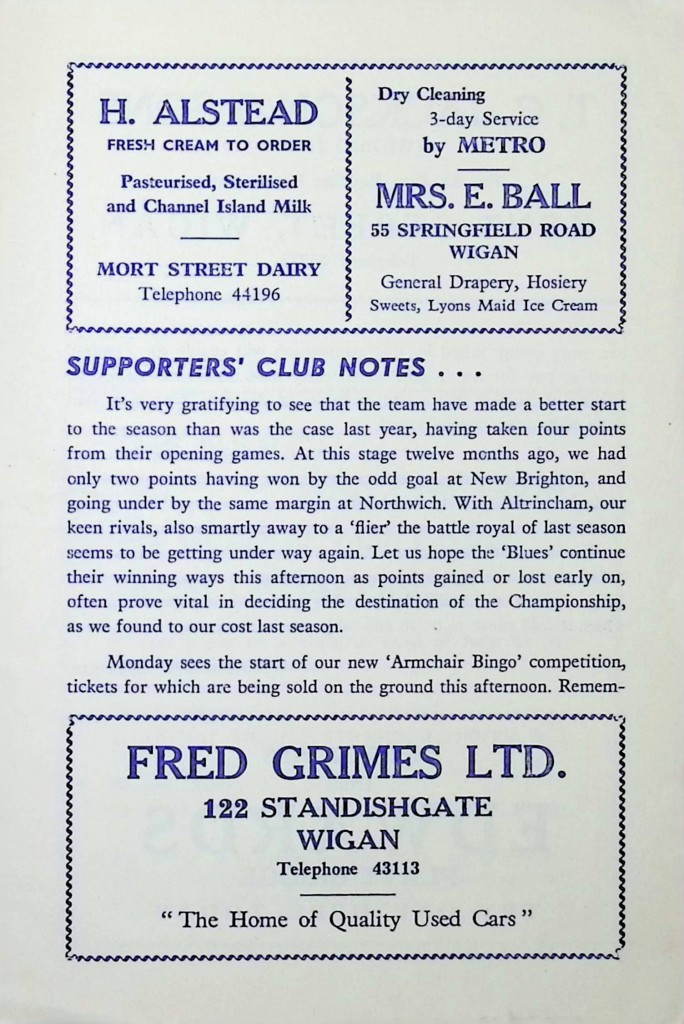 H. ALSTEAD
FRESH CREAM TO ORDER
Pasteurised, Sterilised
and Channel Island Milk
MORT STREET DAIRY
Telephone 44196
Dry Cleaning
3-day Service
by METRO
MRS. E. BALL
55 SPRINGFIELD ROAD
WIGAN
General Drapery, Hosiery
Sweets, Lyons Maid Ice Cream
SUPPORTERS' CLUB NOTES . . .
It's very gratifying to see that the team have made a better start
to the season than was the case last year, having taken four points
from their opening games. At this stage twelve months ago, we had
only two points having won by the odd goal at New Brighton, and
going under by the same margin at Northwich. With Altrincham, our
keen rivals, also smartly away to a 'flier' the battle royal of last season
seems to be getting under way again. Let us hope the 'Blues' continue
their winning ways this afternoon as points gained or lost early on,
often prove vital in deciding the destination of the Championship,
as we found to our cost last season.
Monday sees the start of our new 'Armchair Bingo' competition,
tickets for which are being sold on the ground this afternoon. Remem-
FRED GRIMES LTD.
122 STANDISHGATE
WIGAN
Telephone 43113
"The Home of Quality Used Cars"